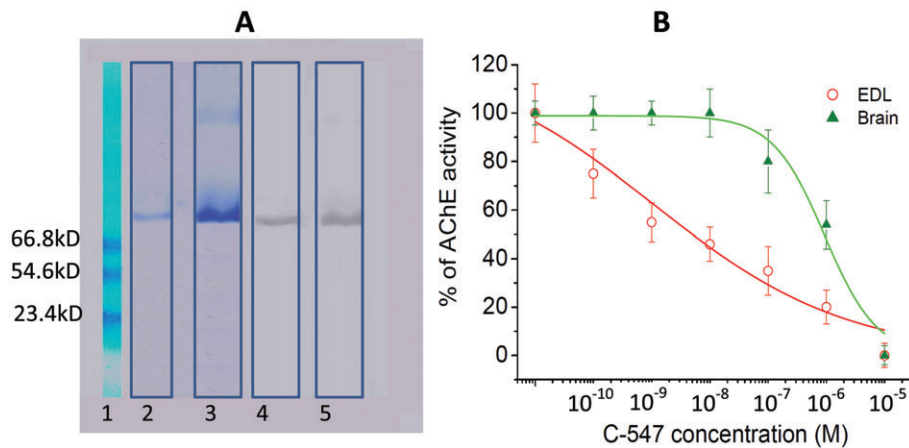 A
66.8kD
54.6kD
23.4kD
1 2 3 4 5
B
% of AChE activity
120
100
80
60
40
20
0
EDL
Brain
10⁻¹⁰ 10⁻⁹ 10⁻⁸ 10⁻⁷ 10⁻⁶ 10⁻⁵
C-547 concentration (M)